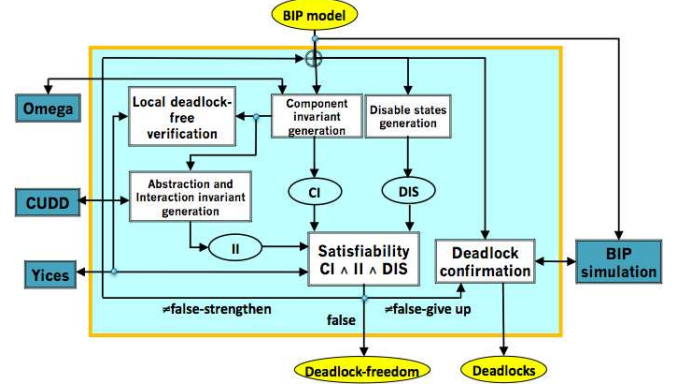 BIP model
Omega
Local deadlock-
free
verification
Component
invariant
generation
Disable states
generation
CUDD
Abstraction and
Interaction invariant
generation
CI
DIS
II
Satisfiability
CI ∧ II ∧ DIS
Deadlock
confirmation
BIP
simulation
Yices
≠false-strengthen
false
≠false-give up
Deadlock-freedom
Deadlocks